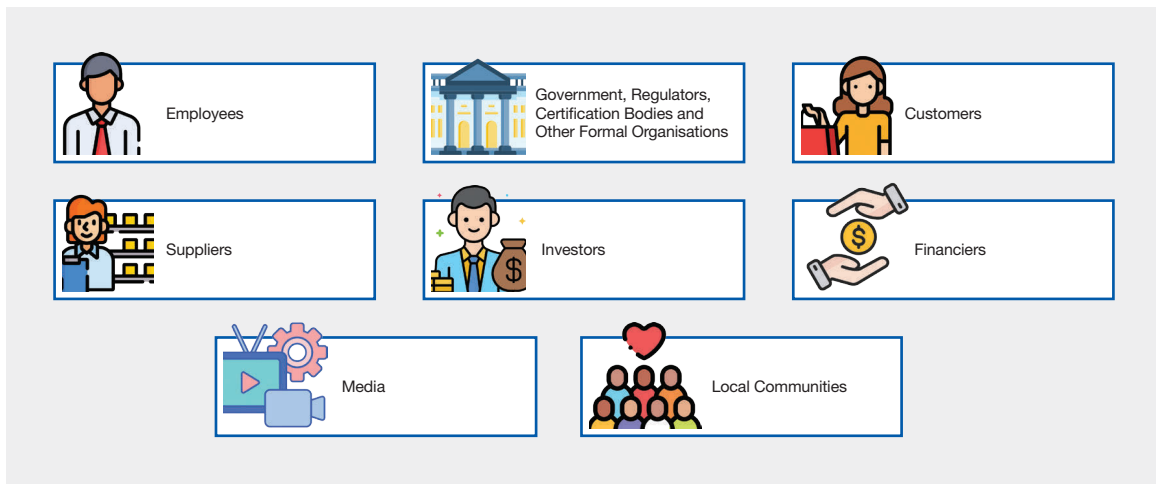 Employees
Government, Regulators,
Certification Bodies and
Other Formal Organisations
Customers
Suppliers
Investors
Financiers
Media
Local Communities